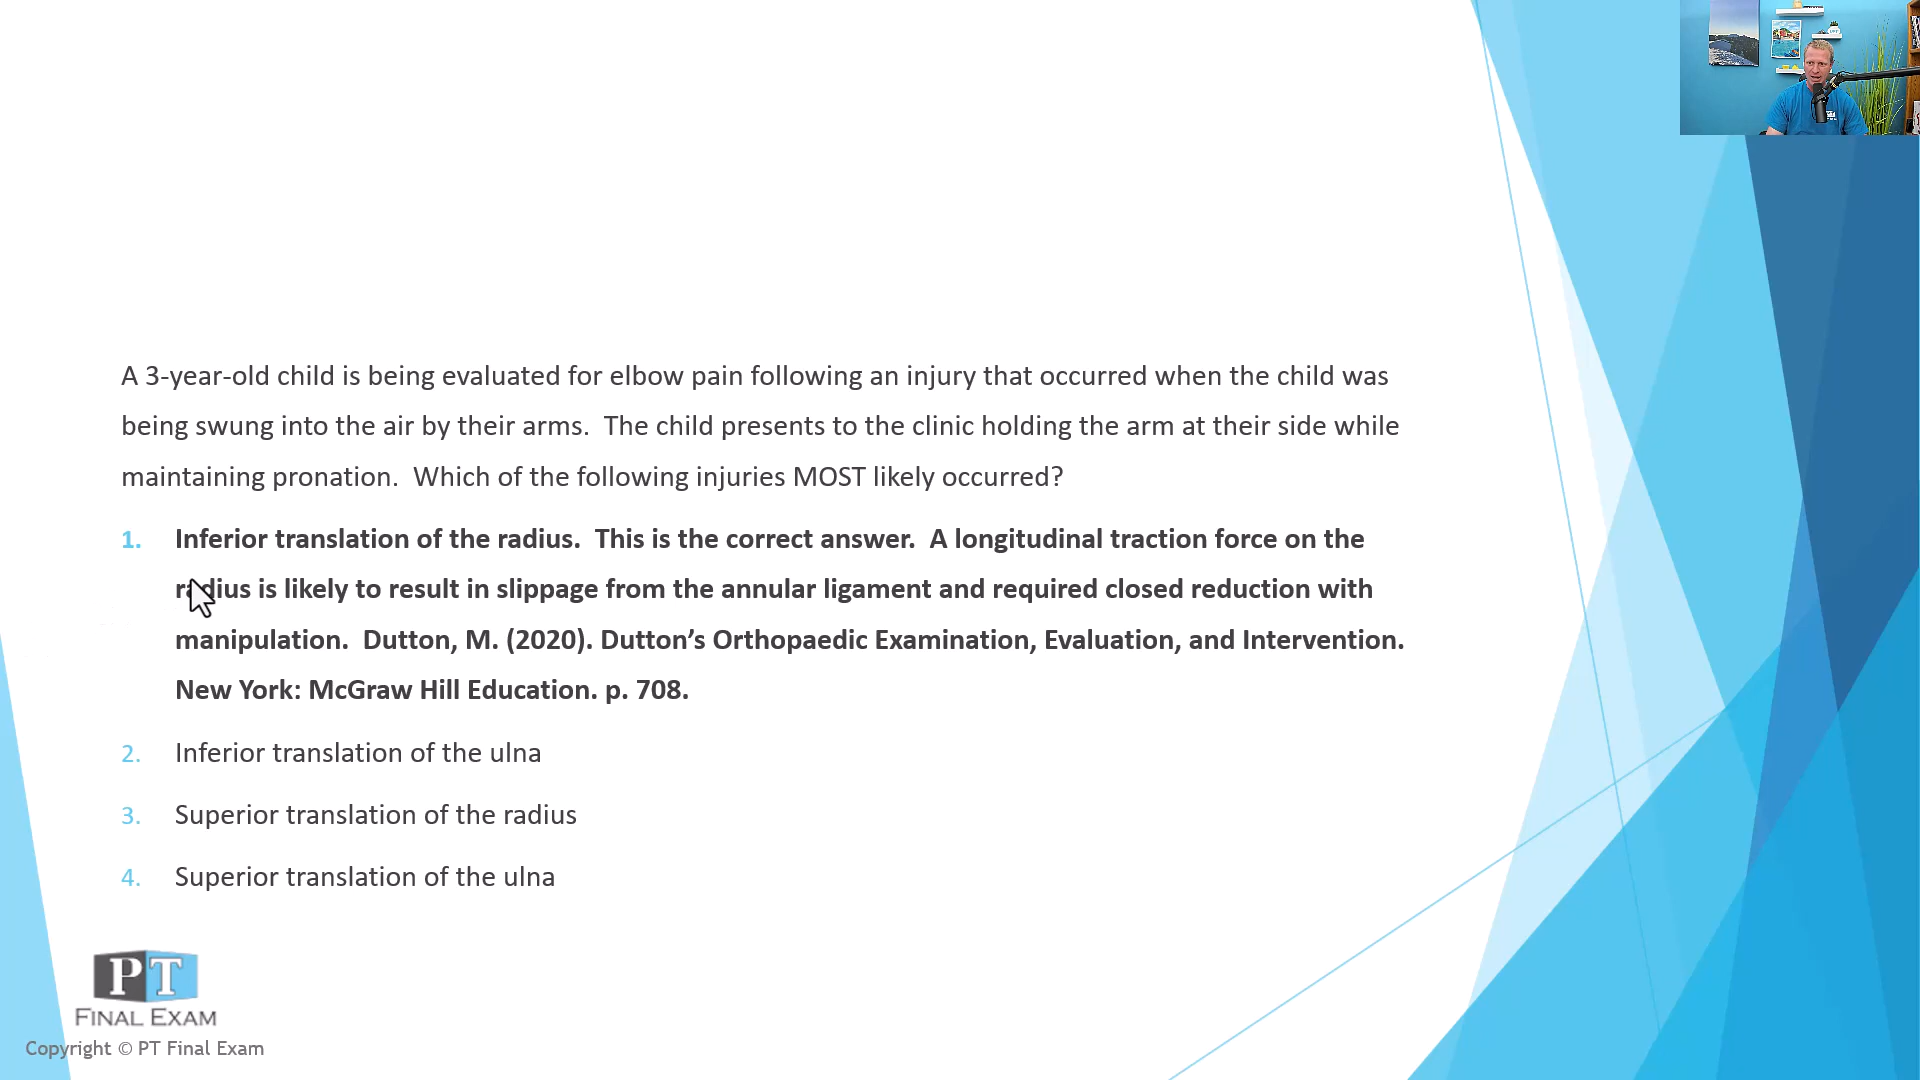 A 3-year-old child is being evaluated for elbow pain following an injury that occurred when the child was
being swung into the air by their arms.  The child presents to the clinic holding the arm at their side while
maintaining pronation.  Which of the following injuries MOST likely occurred?
1. Inferior translation of the radius.  This is the correct answer.  A longitudinal traction force on the
radius is likely to result in slippage from the annular ligament and required closed reduction with
manipulation.  Dutton, M. (2020). Dutton’s Orthopaedic Examination, Evaluation, and Intervention.
New York: McGraw Hill Education. p. 708.
2. Inferior translation of the ulna
3. Superior translation of the radius
4. Superior translation of the ulna
PT
FINAL EXAM
Copyright © PT Final Exam